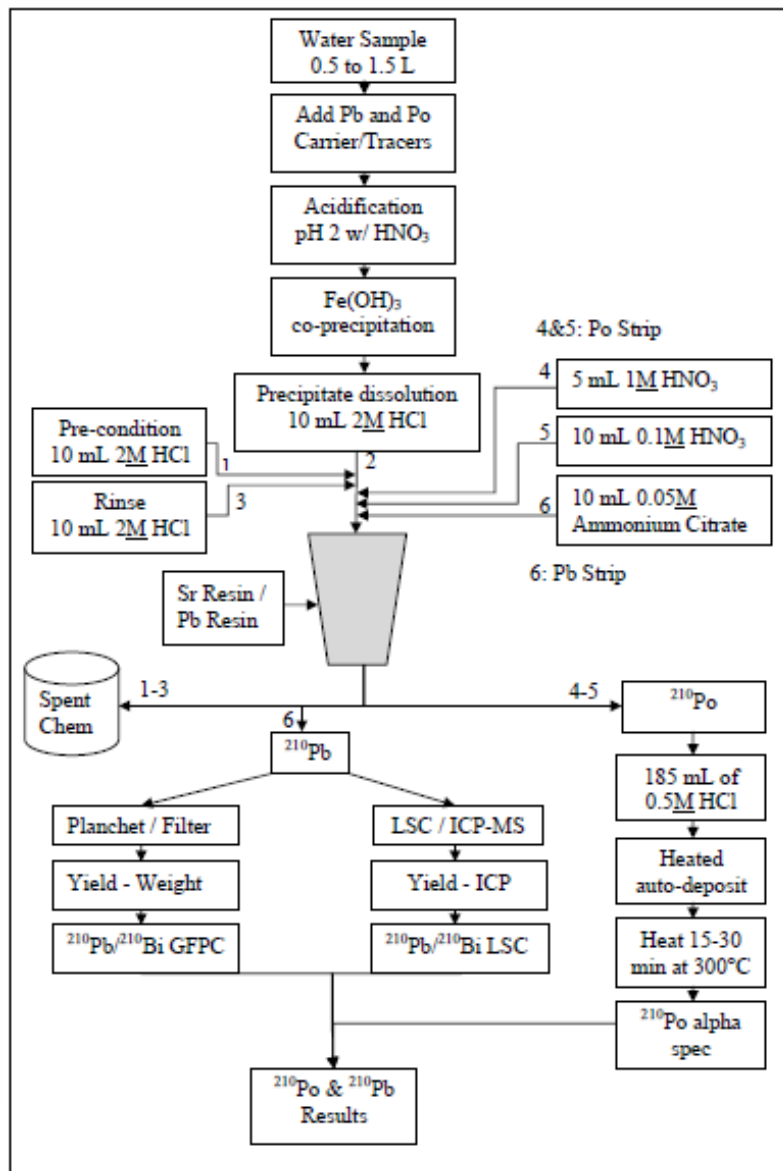 Water Sample
0.5 to 1.5 L
Add Pb and Po
Carrier/Tracers
Acidification
pH 2 w/ HNO₃
Fe(OH)₃
co-precipitation
4&5: Po Strip
Precipitate dissolution
10 mL 2M HCl
4
5 mL 1M HNO₃
Pre-condition
10 mL 2M HCl
1
2
5
10 mL 0.1M HNO₃
Rinse
10 mL 2M HCl
3
6
10 mL 0.05M
Ammonium Citrate
6: Pb Strip
Sr Resin /
Pb Resin
Spent
Chem
1-3
4-5
6
²¹⁰Po
²¹⁰Pb
185 mL of
0.5M HCl
Planchet / Filter
LSC / ICP-MS
Heated
auto-deposit
Yield - Weight
Yield - ICP
Heat 15-30
min at 300°C
²¹⁰Pb/²¹⁰Bi GFPC
²¹⁰Pb/²¹⁰Bi LSC
²¹⁰Po alpha
spec
²¹⁰Po & ²¹⁰Pb
Results